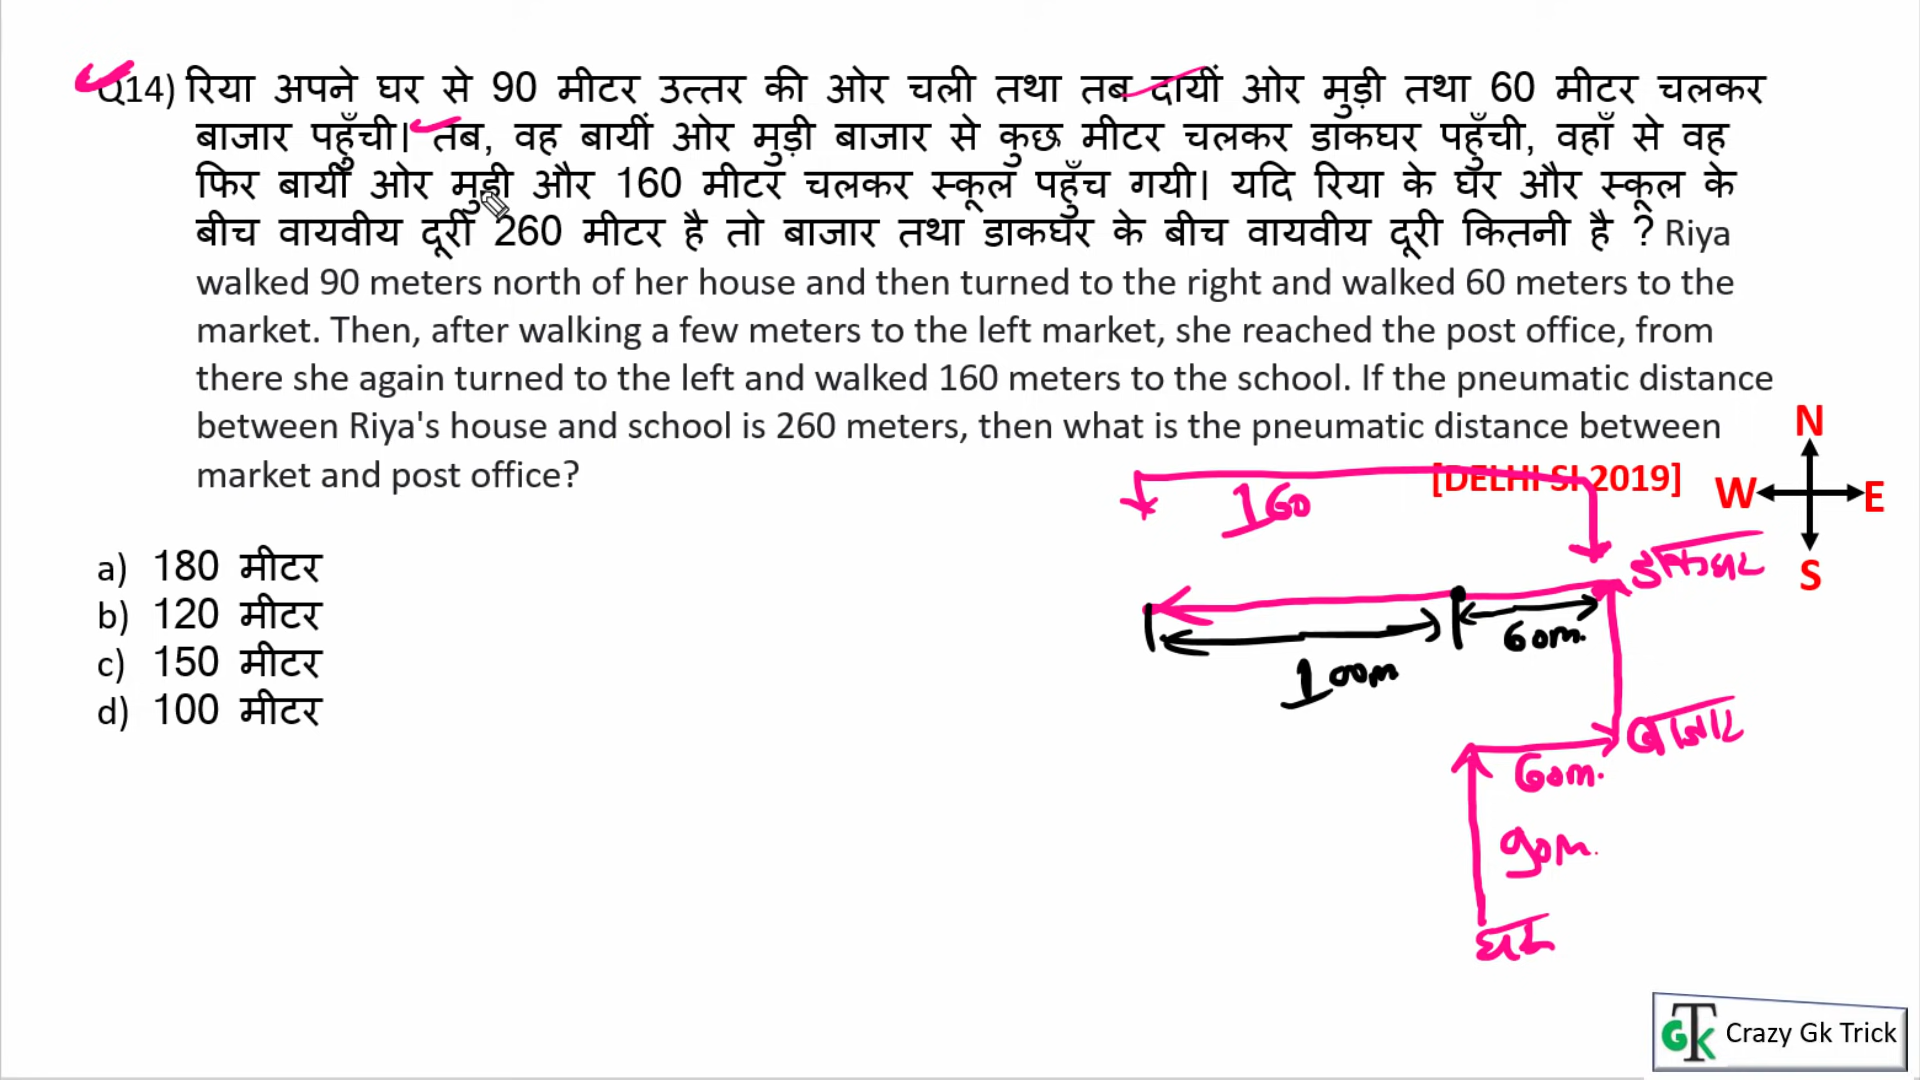 Q14) रिया अपने घर से 90 मीटर उत्तर की ओर चली तथा तब दायीं ओर मुड़ी तथा 60 मीटर चलकर
बाजार पहुँची। तब, वह बायीं ओर मुड़ी बाजार से कुछ मीटर चलकर डाकघर पहुँची, वहाँ से वह
फिर बायीं ओर मुड़ी और 160 मीटर चलकर स्कूल पहुँच गयी। यदि रिया के घर और स्कूल के
बीच वायवीय दूरी 260 मीटर है तो बाजार तथा डाकघर के बीच वायवीय दूरी कितनी है ? Riya
walked 90 meters north of her house and then turned to the right and walked 60 meters to the
market. Then, after walking a few meters to the left market, she reached the post office, from
there she again turned to the left and walked 160 meters to the school. If the pneumatic distance
between Riya's house and school is 260 meters, then what is the pneumatic distance between
market and post office?
[DELHI SI 2019]
N
W E
S
a) 180 मीटर
b) 120 मीटर
c) 150 मीटर
d) 100 मीटर
160
डाकघर
60m.
100m
बाजार
60m.
90m.
घर
GTK Crazy Gk Trick